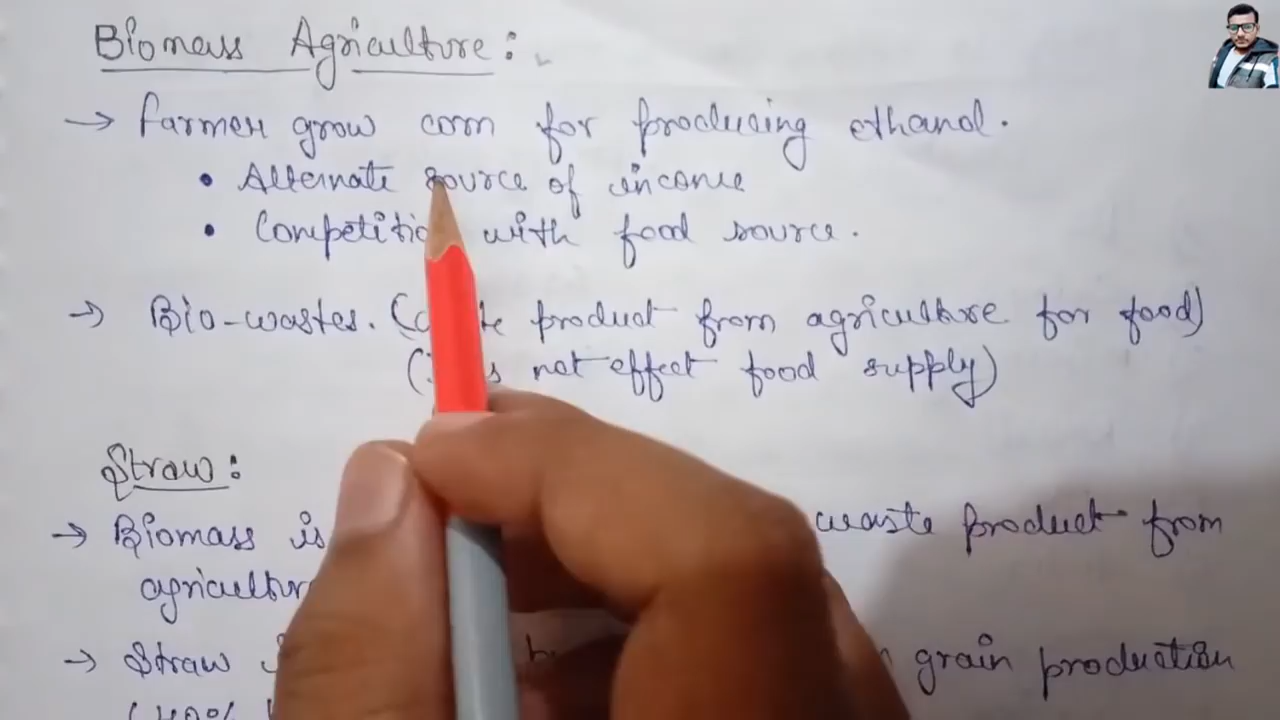 Biomass Agriculture:
→ Farmer grow corn for producing ethanol.
• Alternate source of income
• Competitio with food source.
→ Bio-wastes. ( product from agriculture for food)
( not effect food supply)
Straw:
→ Biomass is waste product from
agricultur
→ Straw grain production
(40%